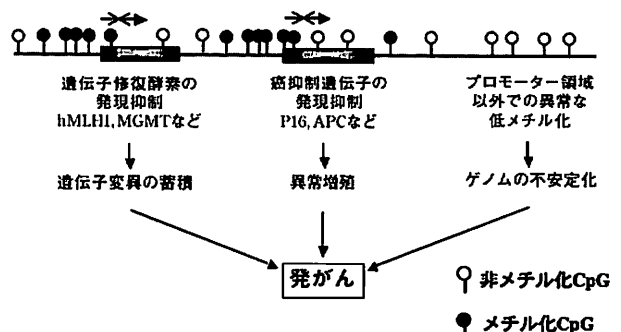 遺伝子修復酵素の
発現抑制
hMLH1,MGMTなど
癌抑制遺伝子の
発現抑制
P16,APCなど
プロモーター領域
以外での異常な
低メチル化
遺伝子変異の蓄積
異常増殖
ゲノムの不安定化
発がん
非メチル化CpG
メチル化CpG